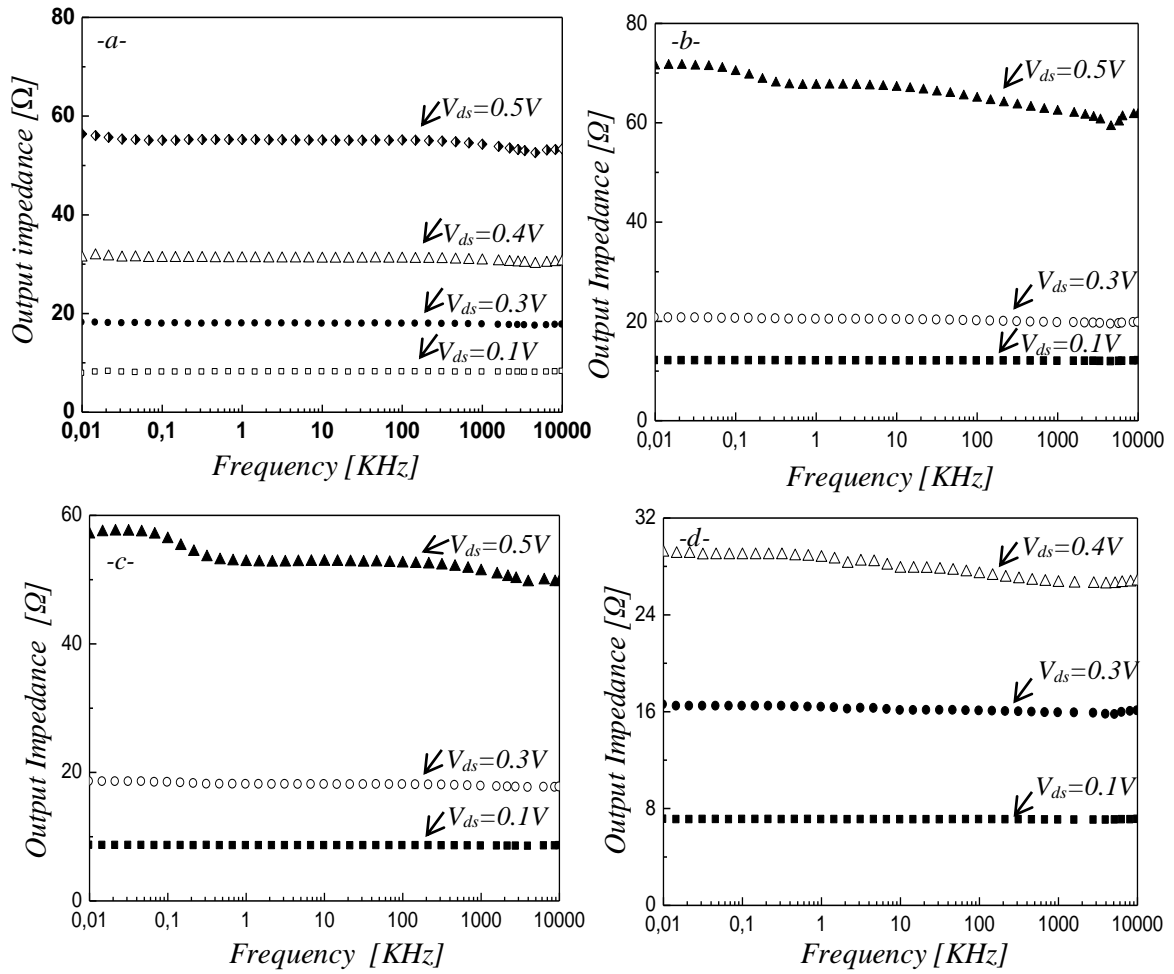 -a-
80
60
40
20
0
Output impedance [Ω]
V_ds=0.5V
V_ds=0.4V
V_ds=0.3V
V_ds=0.1V
0,01 0,1 1 10 100 1000 10000
Frequency [KHz]
-b-
80
60
40
20
0
Output Impedance [Ω]
V_ds=0.5V
V_ds=0.3V
V_ds=0.1V
0,01 0,1 1 10 100 1000 10000
Frequency [KHz]
-c-
60
40
20
0
Output Impedance [Ω]
V_ds=0.5V
V_ds=0.3V
V_ds=0.1V
0,01 0,1 1 10 100 1000 10000
Frequency [KHz]
-d-
32
24
16
8
0
Output Impedance [Ω]
V_ds=0.4V
V_ds=0.3V
V_ds=0.1V
0,01 0,1 1 10 100 1000 10000
Frequency [KHz]